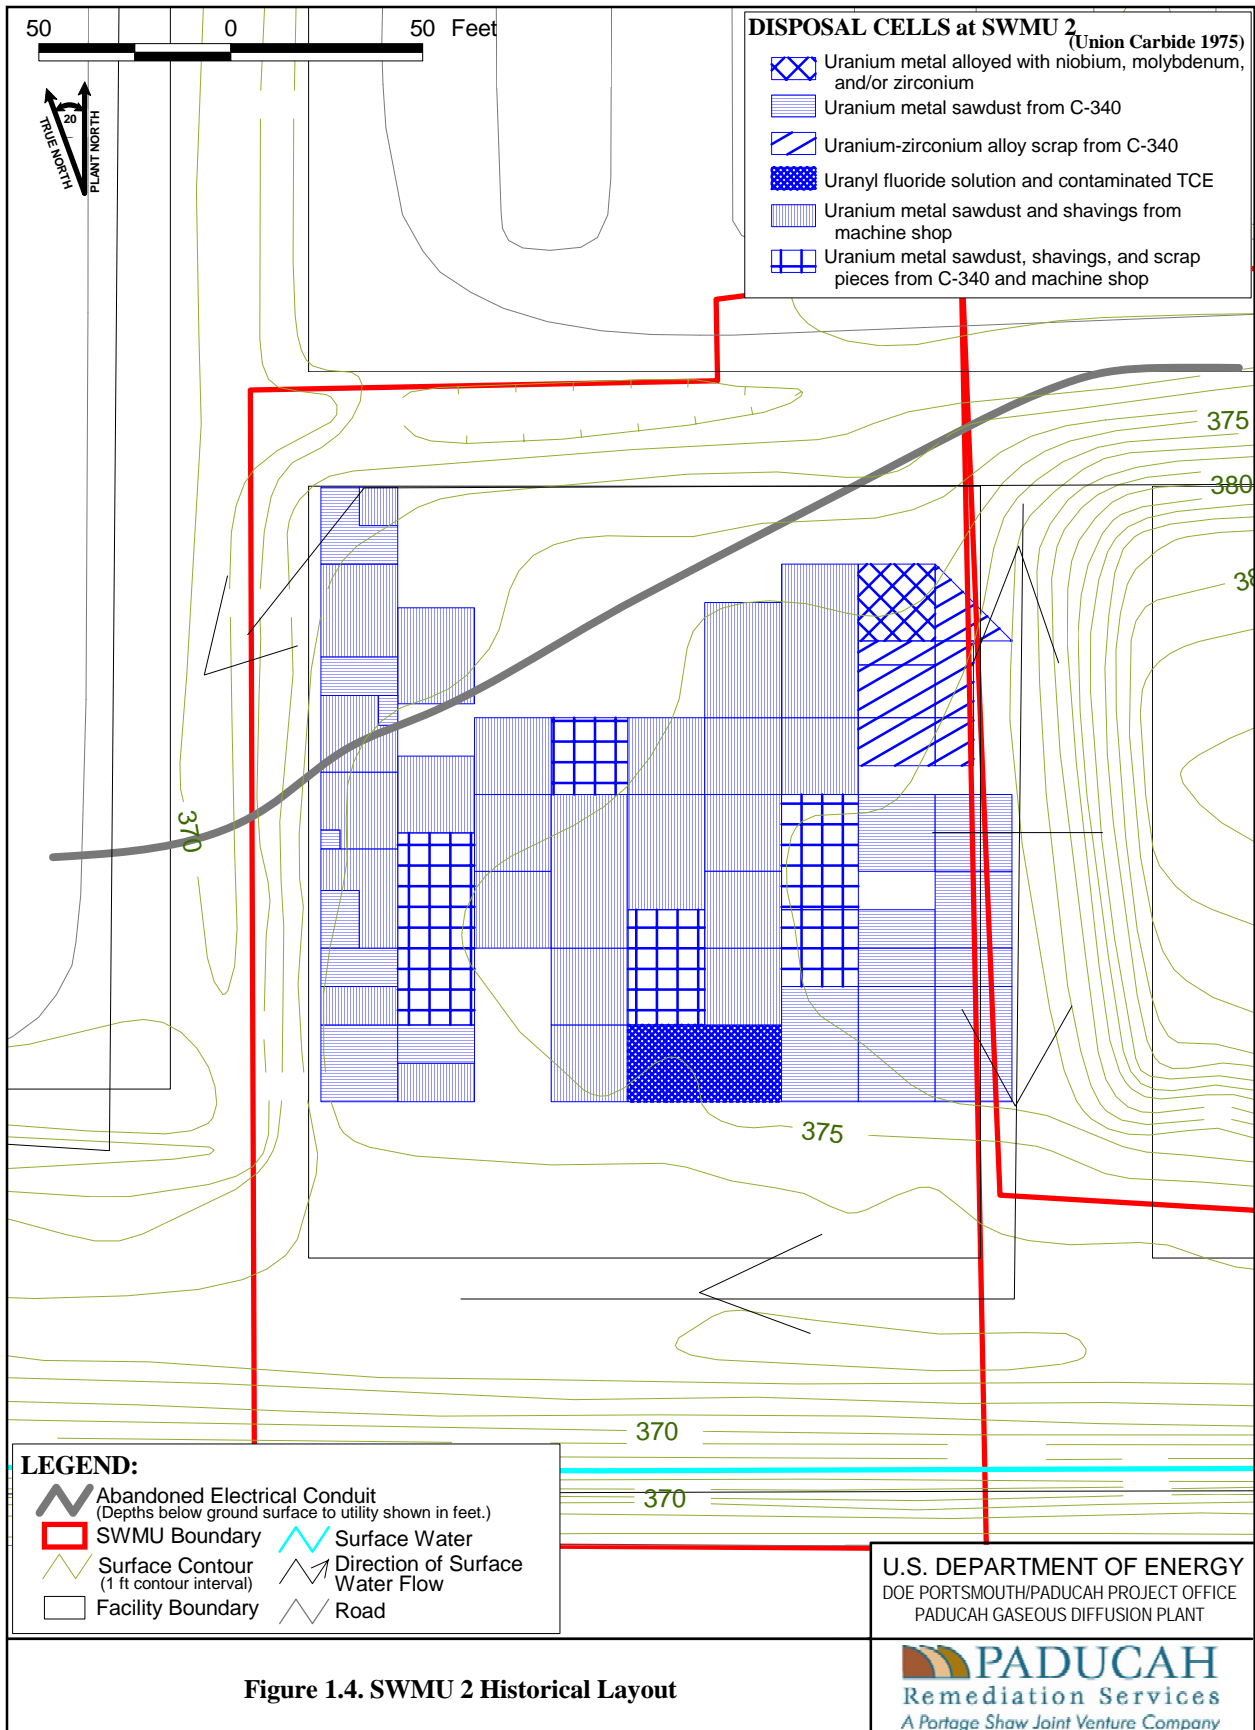 50 0 50 Feet
TRUE NORTH
20
PLANT NORTH
DISPOSAL CELLS at SWMU 2
(Union Carbide 1975)
Uranium metal alloyed with niobium, molybdenum,
and/or zirconium
Uranium metal sawdust from C-340
Uranium-zirconium alloy scrap from C-340
Uranyl fluoride solution and contaminated TCE
Uranium metal sawdust and shavings from
machine shop
Uranium metal sawdust, shavings, and scrap
pieces from C-340 and machine shop
375
380
370
375
370
370
LEGEND:
Abandoned Electrical Conduit
(Depths below ground surface to utility shown in feet.)
SWMU Boundary
Surface Water
Surface Contour
(1 ft contour interval)
Direction of Surface
Water Flow
Facility Boundary
Road
U.S. DEPARTMENT OF ENERGY
DOE PORTSMOUTH/PADUCAH PROJECT OFFICE
PADUCAH GASEOUS DIFFUSION PLANT
Figure 1.4. SWMU 2 Historical Layout
PADUCAH
Remediation Services
A Portage Shaw Joint Venture Company